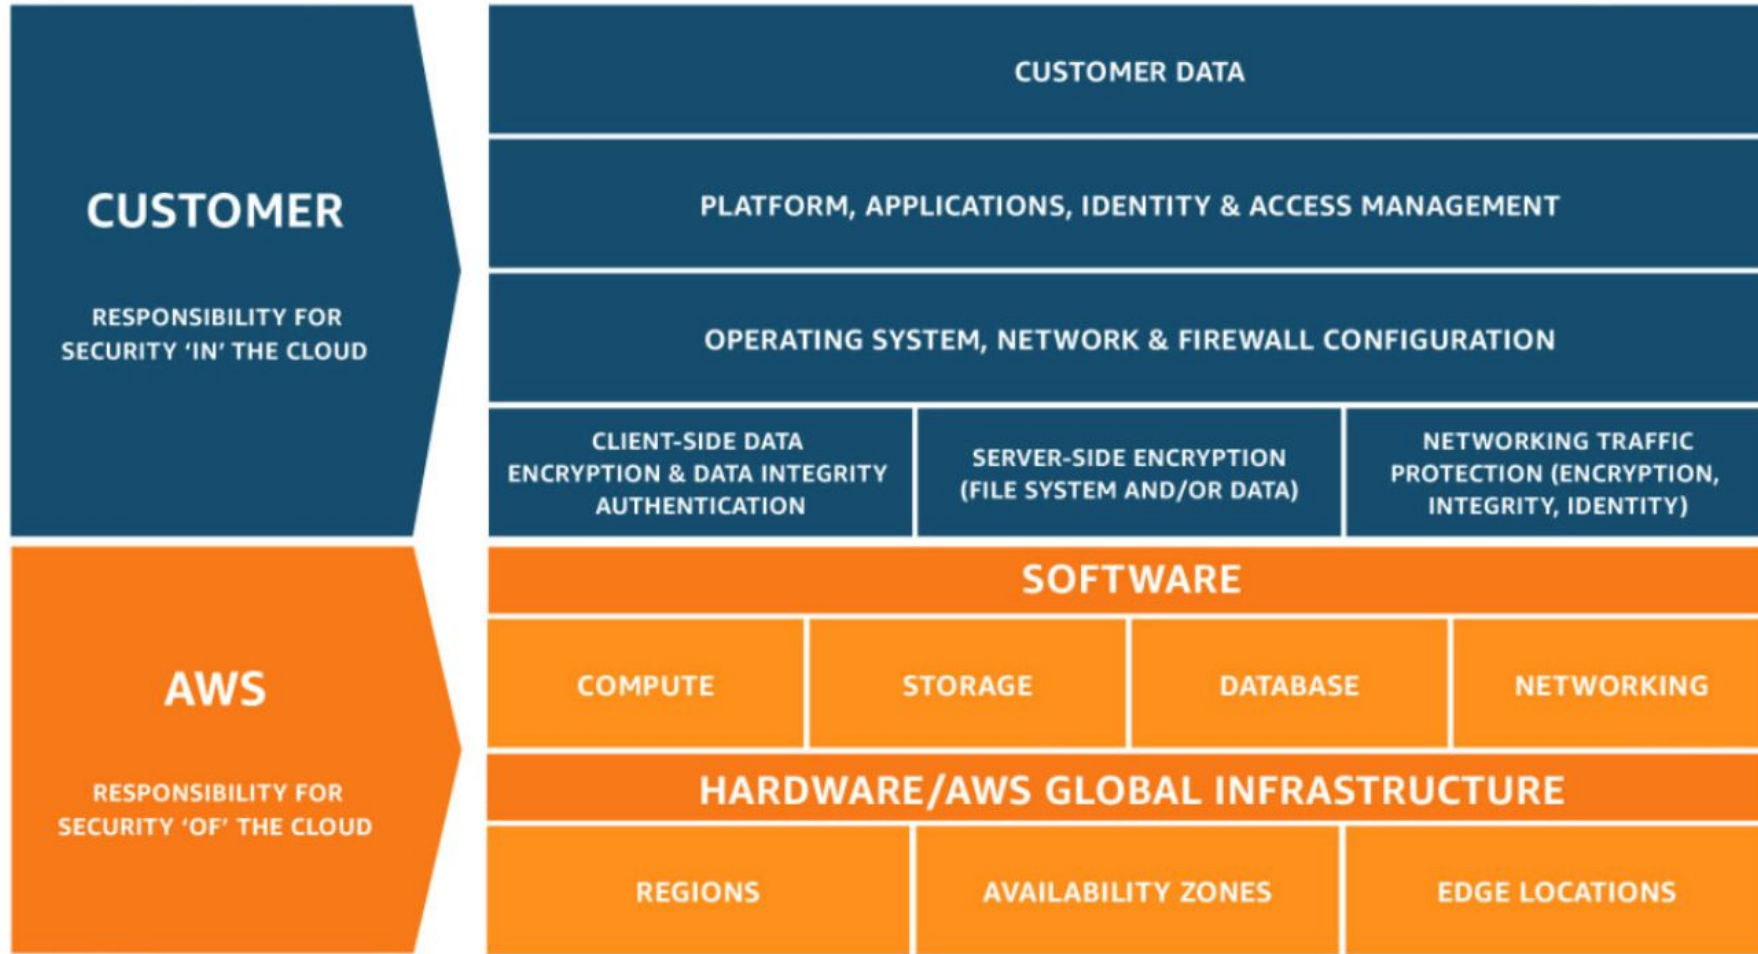 CUSTOMER
RESPONSIBILITY FOR
SECURITY ‘IN’ THE CLOUD
CUSTOMER DATA
PLATFORM, APPLICATIONS, IDENTITY & ACCESS MANAGEMENT
OPERATING SYSTEM, NETWORK & FIREWALL CONFIGURATION
CLIENT-SIDE DATA
ENCRYPTION & DATA INTEGRITY
AUTHENTICATION
SERVER-SIDE ENCRYPTION
(FILE SYSTEM AND/OR DATA)
NETWORKING TRAFFIC
PROTECTION (ENCRYPTION,
INTEGRITY, IDENTITY)
AWS
RESPONSIBILITY FOR
SECURITY ‘OF’ THE CLOUD
SOFTWARE
COMPUTE
STORAGE
DATABASE
NETWORKING
HARDWARE/AWS GLOBAL INFRASTRUCTURE
REGIONS
AVAILABILITY ZONES
EDGE LOCATIONS